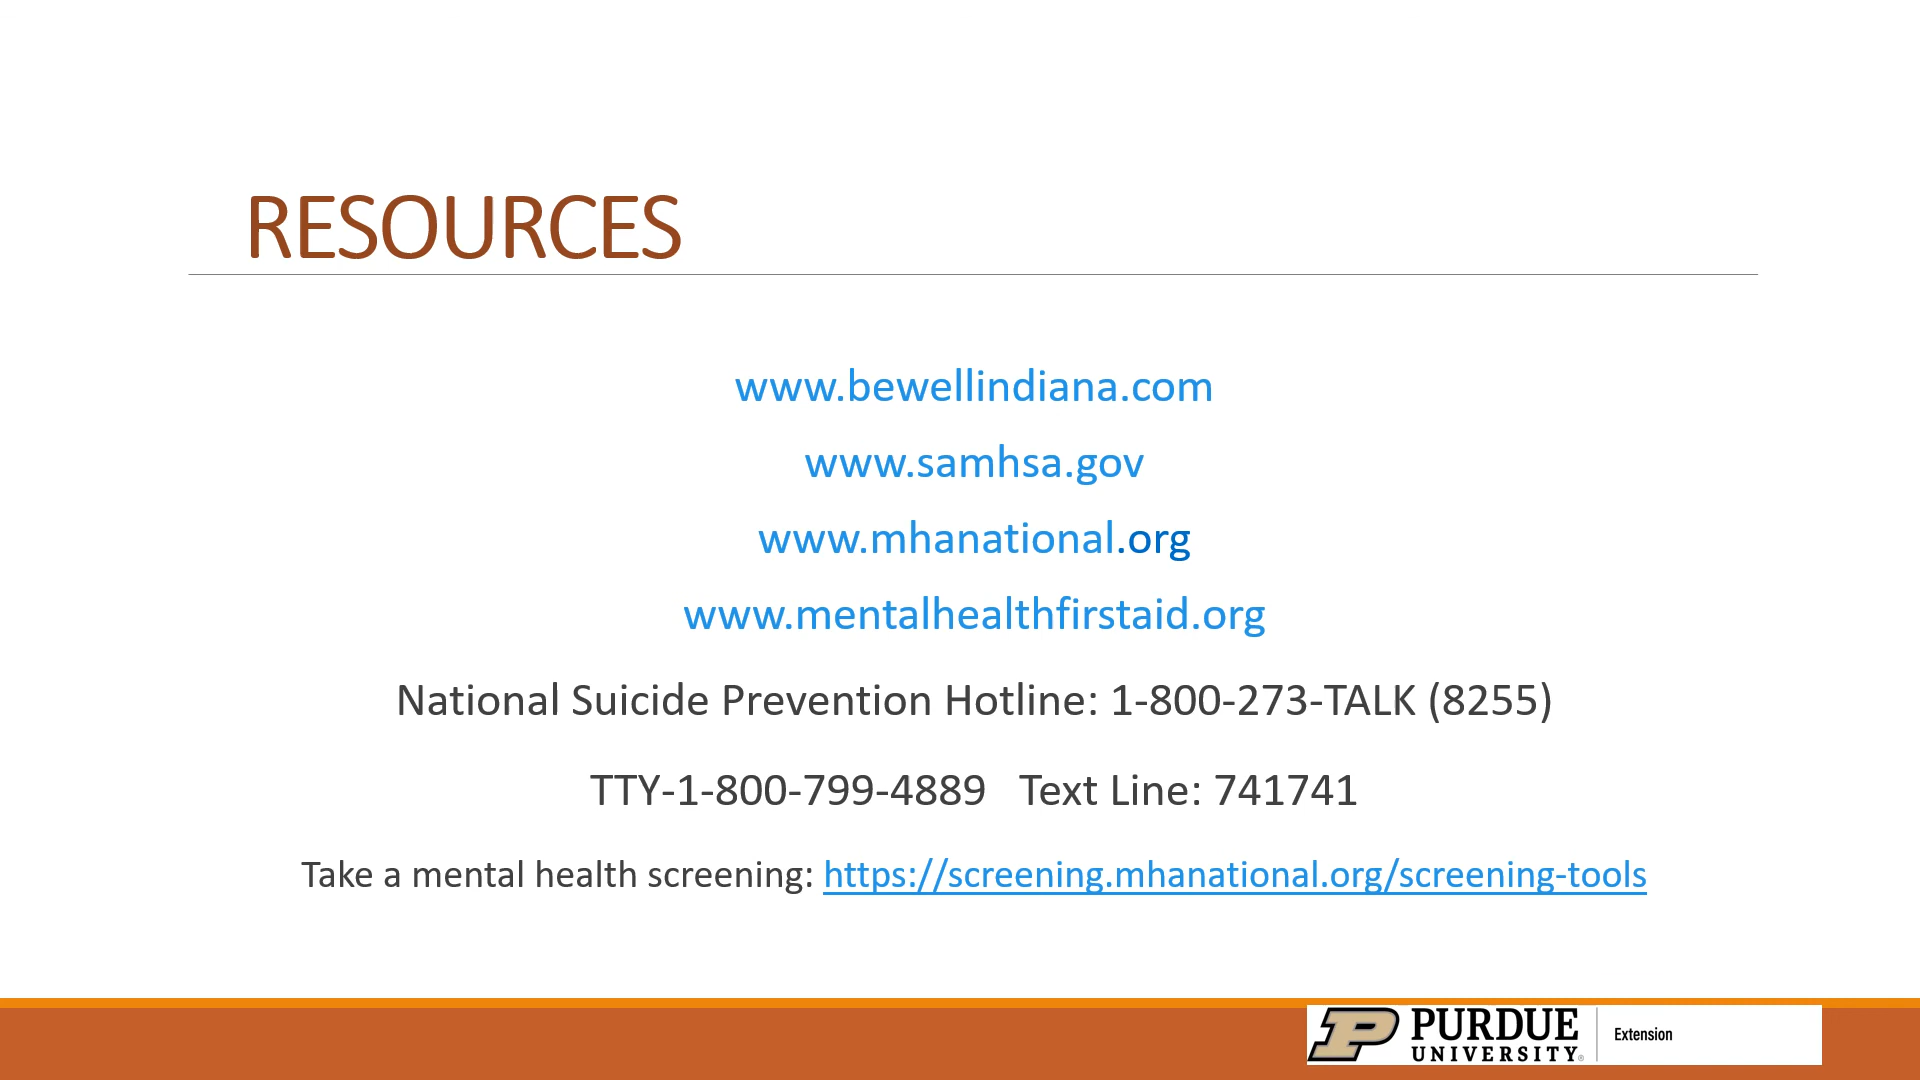 RESOURCES
www.bewellindiana.com
www.samhsa.gov
www.mhanational.org
www.mentalhealthfirstaid.org
National Suicide Prevention Hotline: 1-800-273-TALK (8255)
TTY-1-800-799-4889   Text Line: 741741
Take a mental health screening: https://screening.mhanational.org/screening-tools
P PURDUE
UNIVERSITY®
Extension